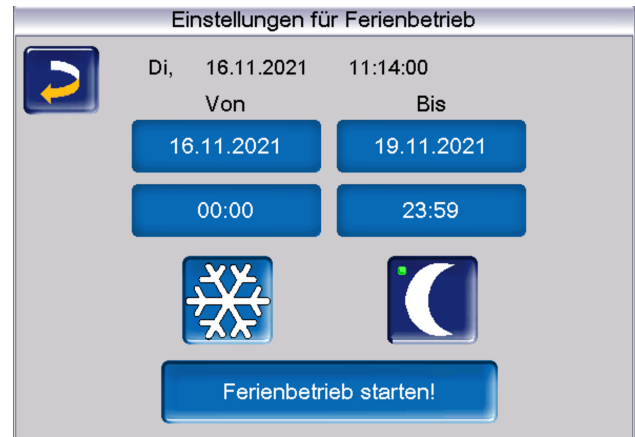 Einstellungen für Ferienbetrieb
Di, 16.11.2021 11:14:00
Von Bis
16.11.2021 19.11.2021
00:00 23:59
Ferienbetrieb starten!